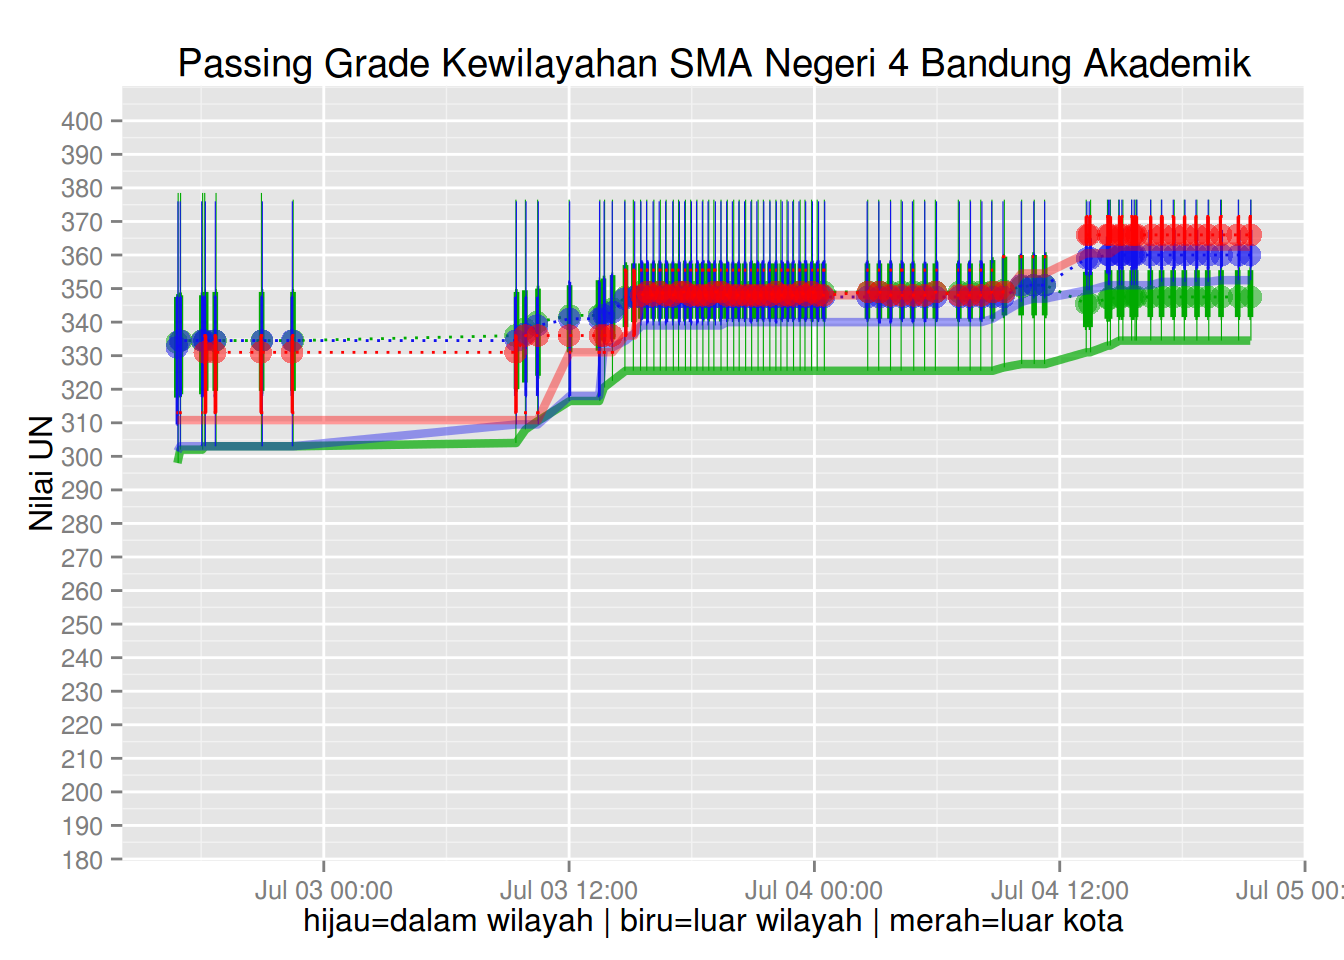 Passing Grade Kewilayahan SMA Negeri 4 Bandung Akademik
Nilai UN
400
390
380
370
360
350
340
330
320
310
300
290
280
270
260
250
240
230
220
210
200
190
180
Jul 03 00:00
Jul 03 12:00
Jul 04 00:00
Jul 04 12:00
Jul 05 00:
hijau=dalam wilayah | biru=luar wilayah | merah=luar kota